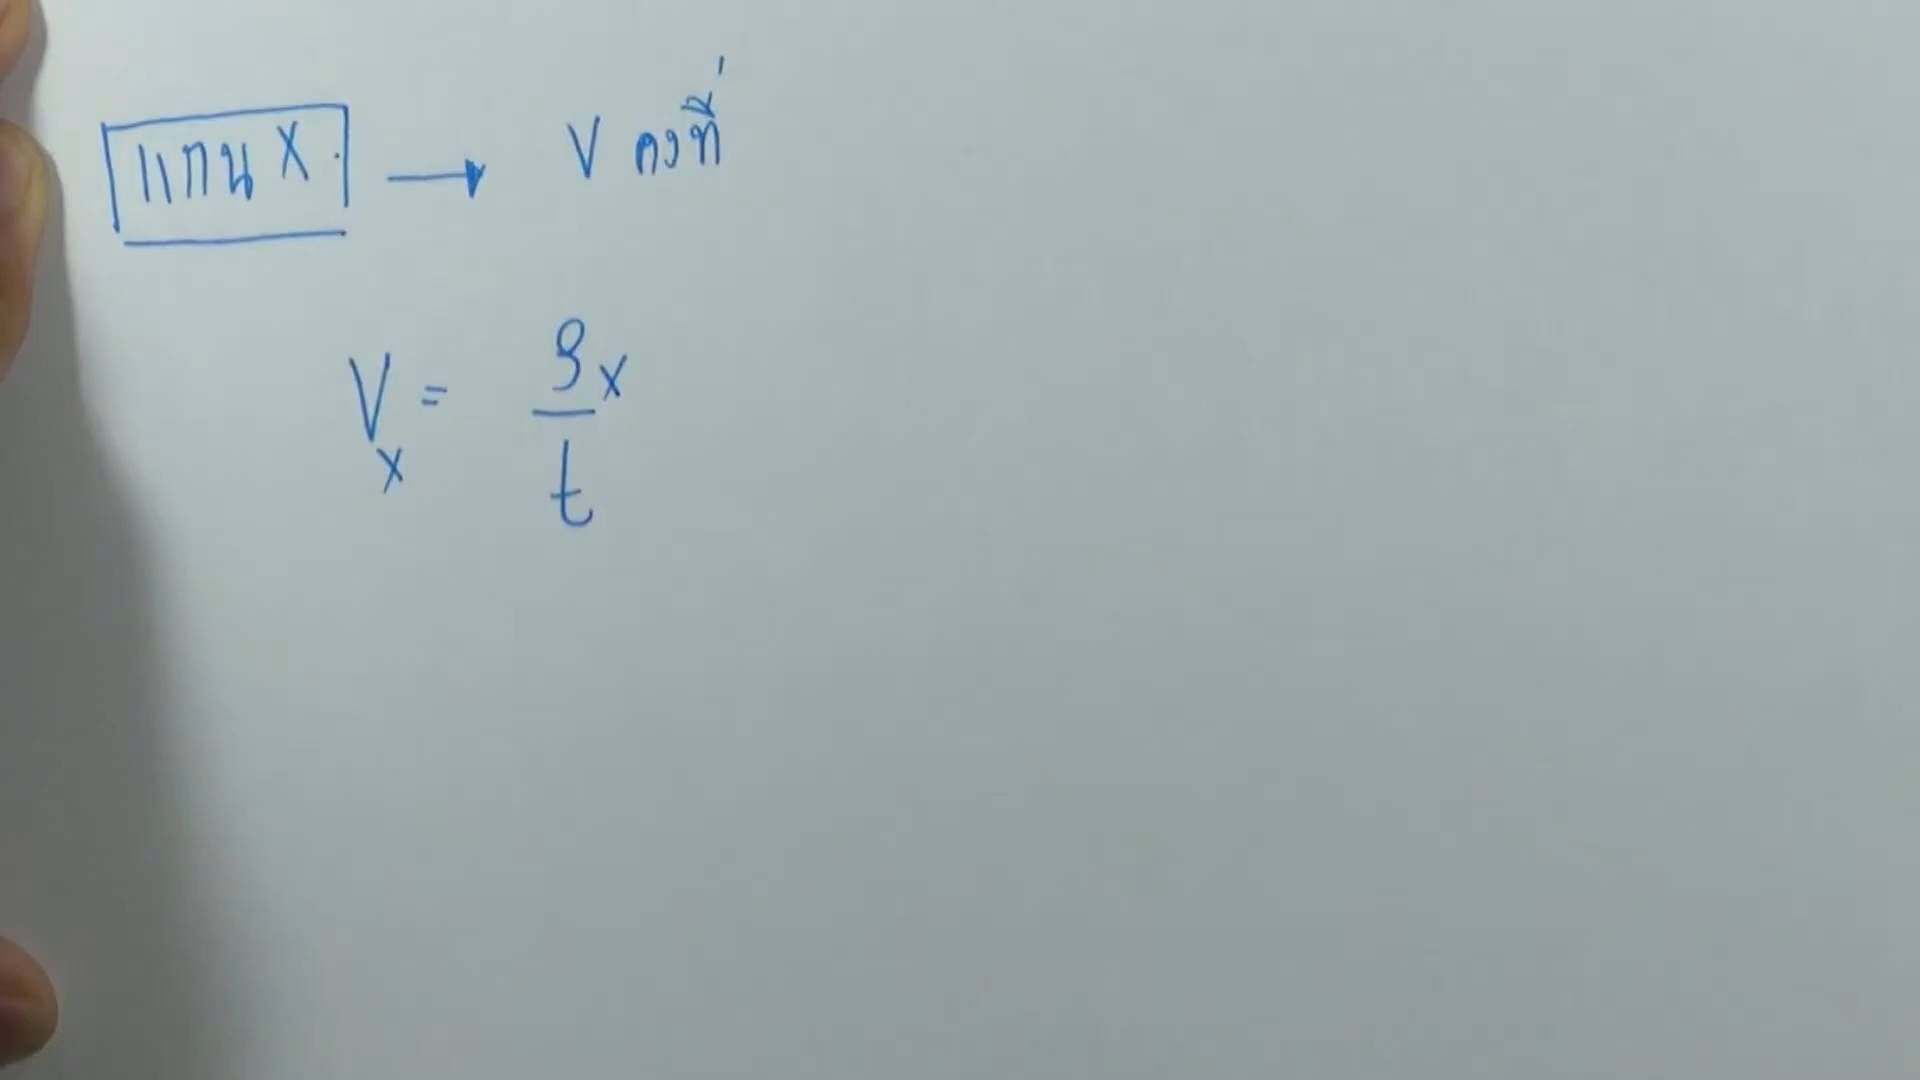 แกน X → V คงที่
Vx = Sx / t